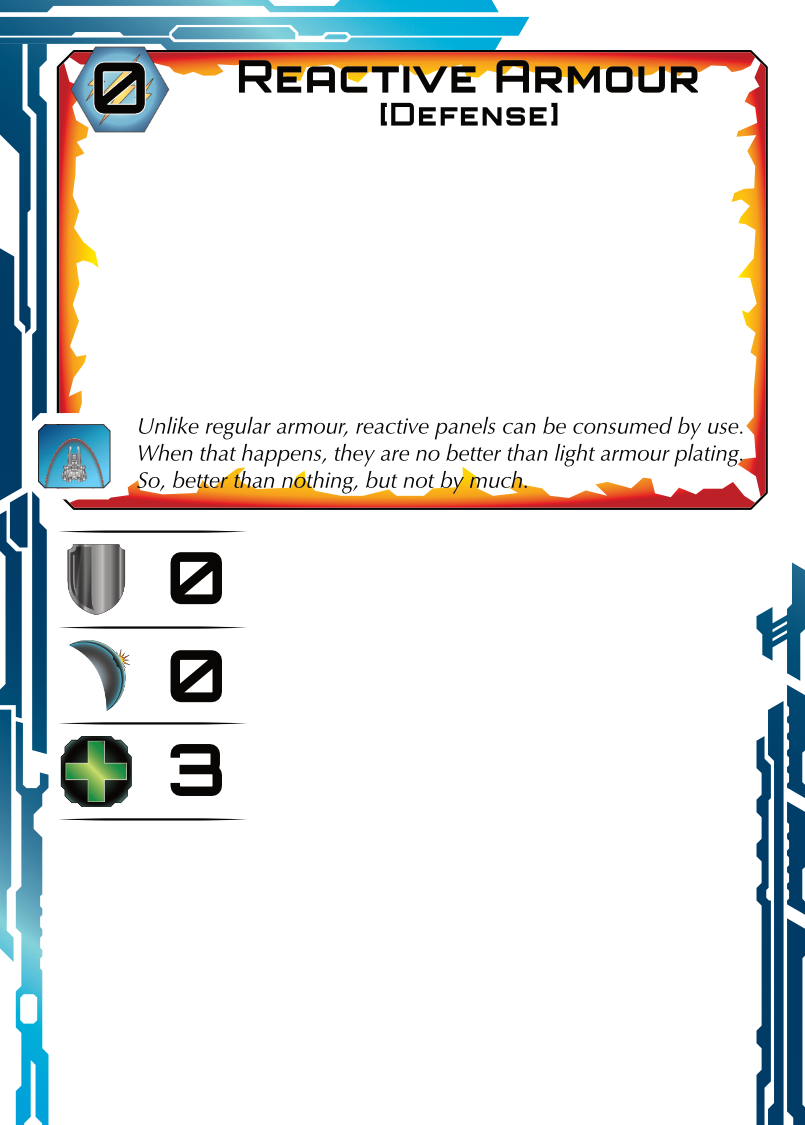 0
Reactive Armour
[Defense]
Unlike regular armour, reactive panels can be consumed by use.
When that happens, they are no better than light armour plating.
So, better than nothing, but not by much.
0
0
3